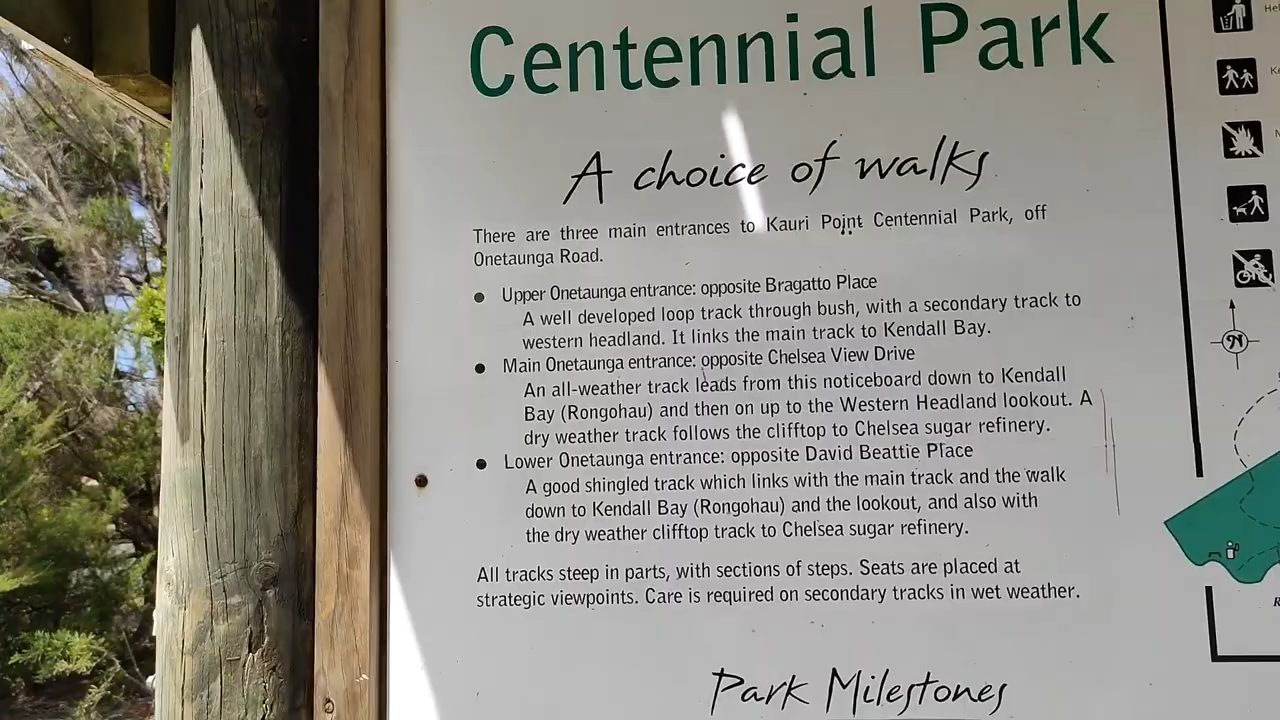 Centennial Park
A choice of walks
There are three main entrances to Kauri Point Centennial Park, off
Onetaunga Road.
● Upper Onetaunga entrance: opposite Bragatto Place
A well developed loop track through bush, with a secondary track to
western headland. It links the main track to Kendall Bay.
● Main Onetaunga entrance: opposite Chelsea View Drive
An all-weather track leads from this noticeboard down to Kendall
Bay (Rongohau) and then on up to the Western Headland lookout. A
dry weather track follows the clifftop to Chelsea sugar refinery.
● Lower Onetaunga entrance: opposite David Beattie Place
A good shingled track which links with the main track and the walk
down to Kendall Bay (Rongohau) and the lookout, and also with
the dry weather clifftop track to Chelsea sugar refinery.
All tracks steep in parts, with sections of steps. Seats are placed at
strategic viewpoints. Care is required on secondary tracks in wet weather.
Park Milestones
N